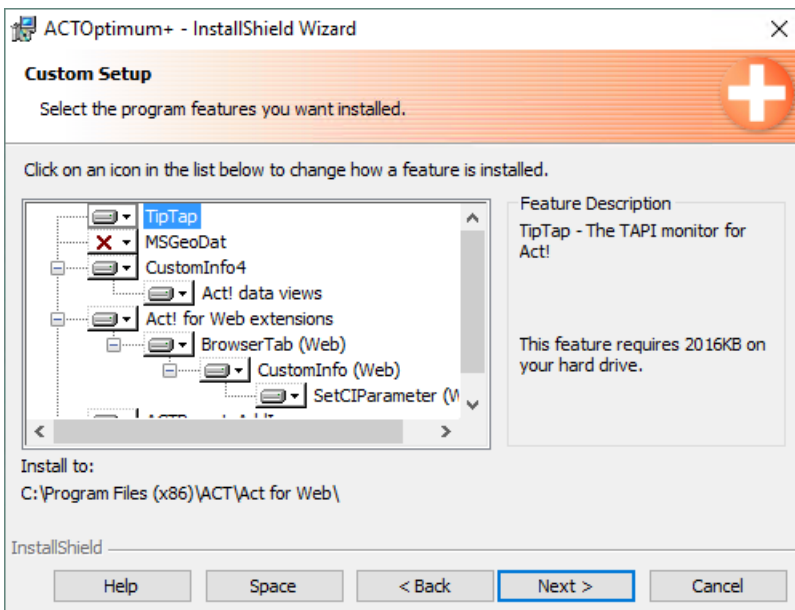 ACTOptimum+ - InstallShield Wizard
Custom Setup
Select the program features you want installed.
Click on an icon in the list below to change how a feature is installed.
TipTap
MSGeoDat
CustomInfo4
Act! data views
Act! for Web extensions
BrowserTab (Web)
CustomInfo (Web)
SetCIParameter (W
Feature Description
TipTap - The TAPI monitor for
Act!
This feature requires 2016KB on
your hard drive.
Install to:
C:\Program Files (x86)\ACT\Act for Web\
InstallShield
Help
Space
< Back
Next >
Cancel